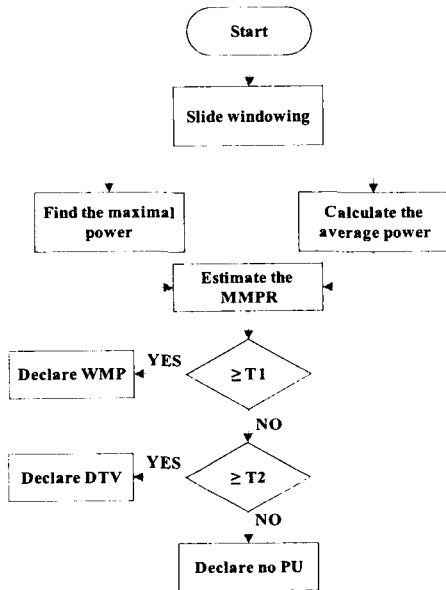 Start
Slide windowing
Find the maximal
power
Calculate the
average power
Estimate the
MMPR
YES
Declare WMP
≥ T1
NO
YES
Declare DTV
≥ T2
NO
Declare no PU